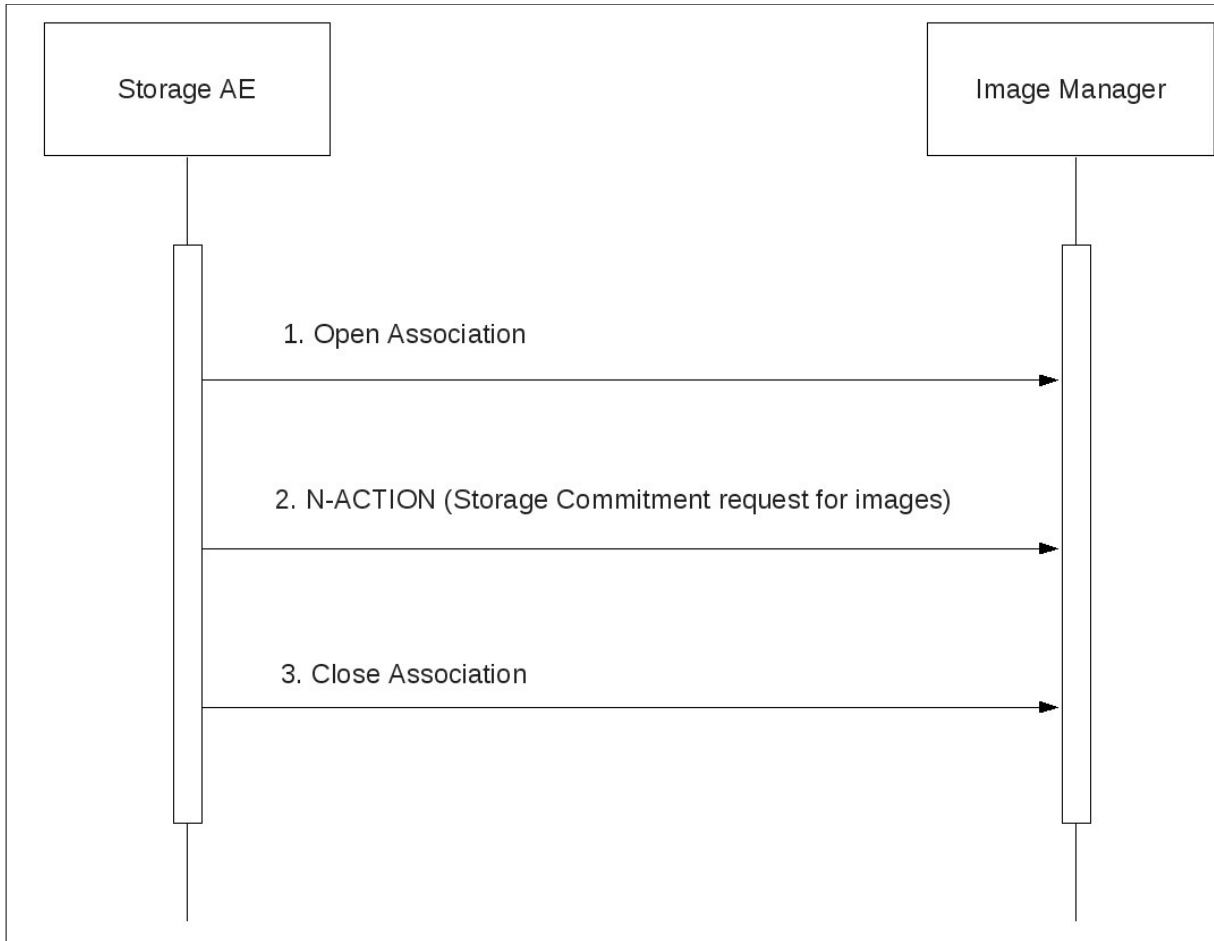 Storage AE
Image Manager
1. Open Association
2. N-ACTION (Storage Commitment request for images)
3. Close Association